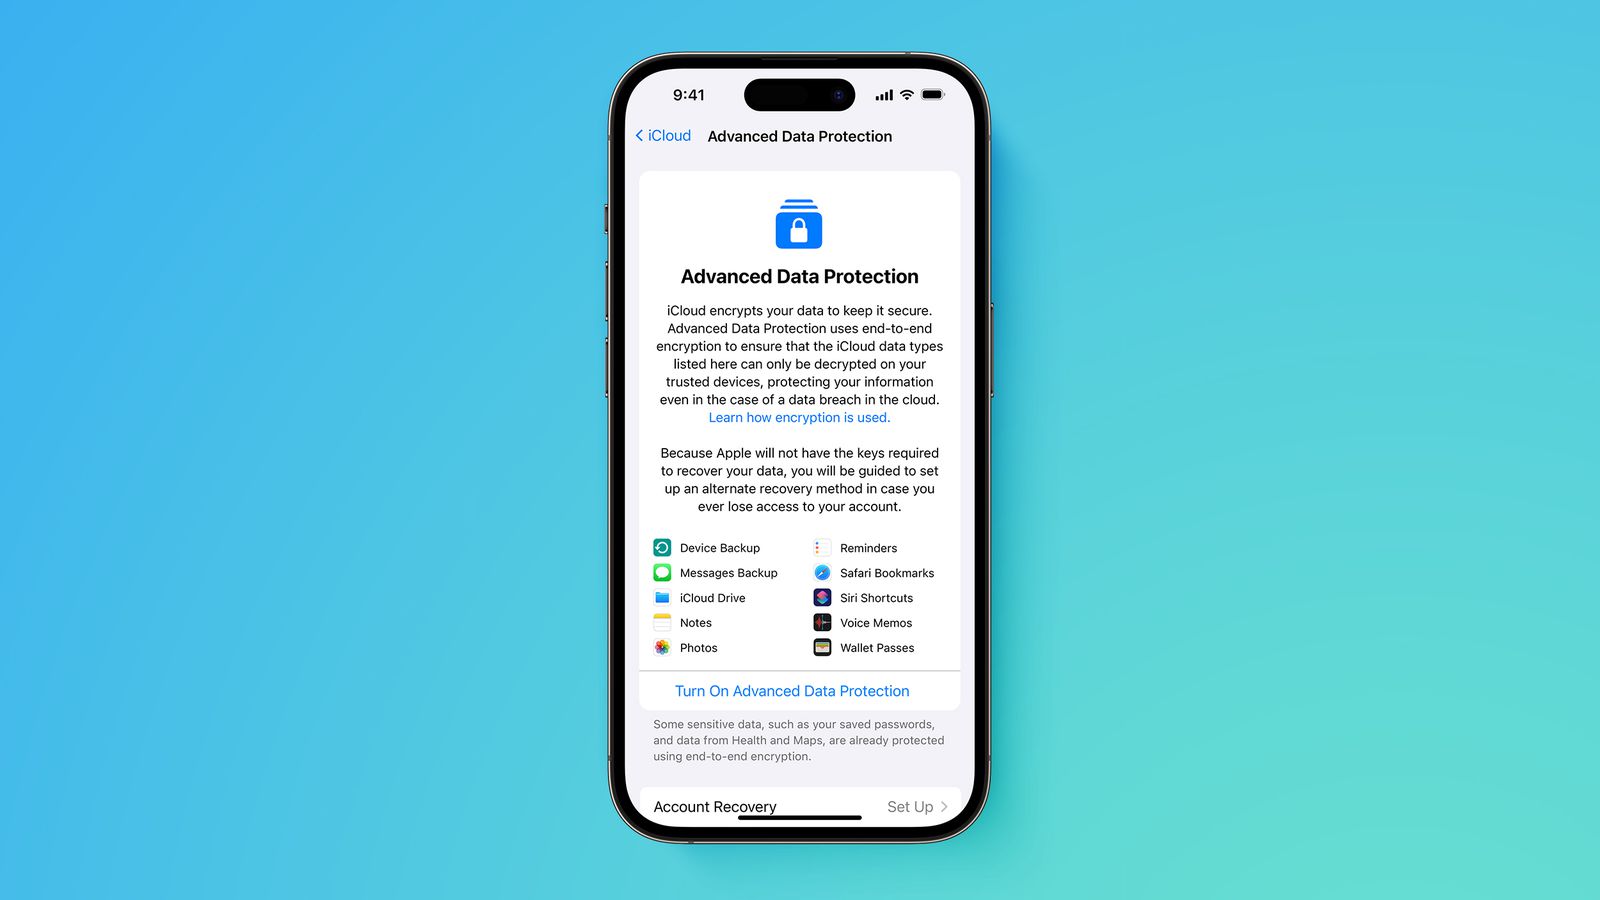 9:41
iCloud
Advanced Data Protection
Advanced Data Protection
iCloud encrypts your data to keep it secure.
Advanced Data Protection uses end-to-end
encryption to ensure that the iCloud data types
listed here can only be decrypted on your
trusted devices, protecting your information
even in the case of a data breach in the cloud.
Learn how encryption is used.
Because Apple will not have the keys required
to recover your data, you will be guided to set
up an alternate recovery method in case you
ever lose access to your account.
Device Backup
Messages Backup
iCloud Drive
Notes
Photos
Reminders
Safari Bookmarks
Siri Shortcuts
Voice Memos
Wallet Passes
Turn On Advanced Data Protection
Some sensitive data, such as your saved passwords,
and data from Health and Maps, are already protected
using end-to-end encryption.
Account Recovery
Set Up